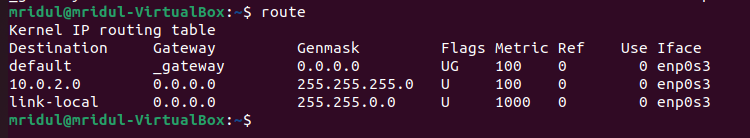 mridul@mridul-VirtualBox:~$ route
Kernel IP routing table
Destination     Gateway         Genmask         Flags Metric Ref    Use Iface
default         _gateway        0.0.0.0         UG    100    0        0 enp0s3
10.0.2.0        0.0.0.0         255.255.255.0   U     100    0        0 enp0s3
link-local      0.0.0.0         255.255.0.0     U     1000   0        0 enp0s3
mridul@mridul-VirtualBox:~$